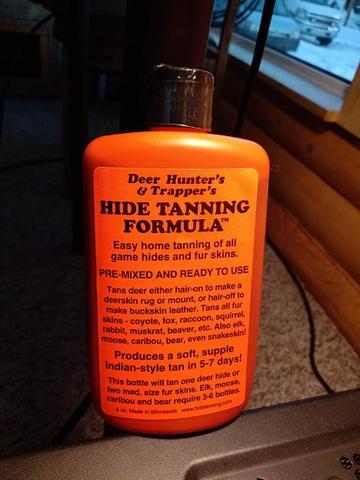 Deer Hunter's
& Trapper's
HIDE TANNING
FORMULA™
Easy home tanning of all
game hides and fur skins.
PRE-MIXED AND READY TO USE
Tans deer either hair-on to make a
deerskin rug or mount, or hair-off to
make buckskin leather. Tans all fur
skins - coyote, fox, raccoon, squirrel,
rabbit, muskrat, beaver, etc. Also elk,
moose, caribou, bear, even snakeskin!
Produces a soft, supple
Indian-style tan in 5-7 days!
This bottle will tan one deer hide or
two med. size fur skins. Elk, moose,
caribou and bear require 3-6 bottles.
8 oz. Made in Minnesota www.hidetanning.com